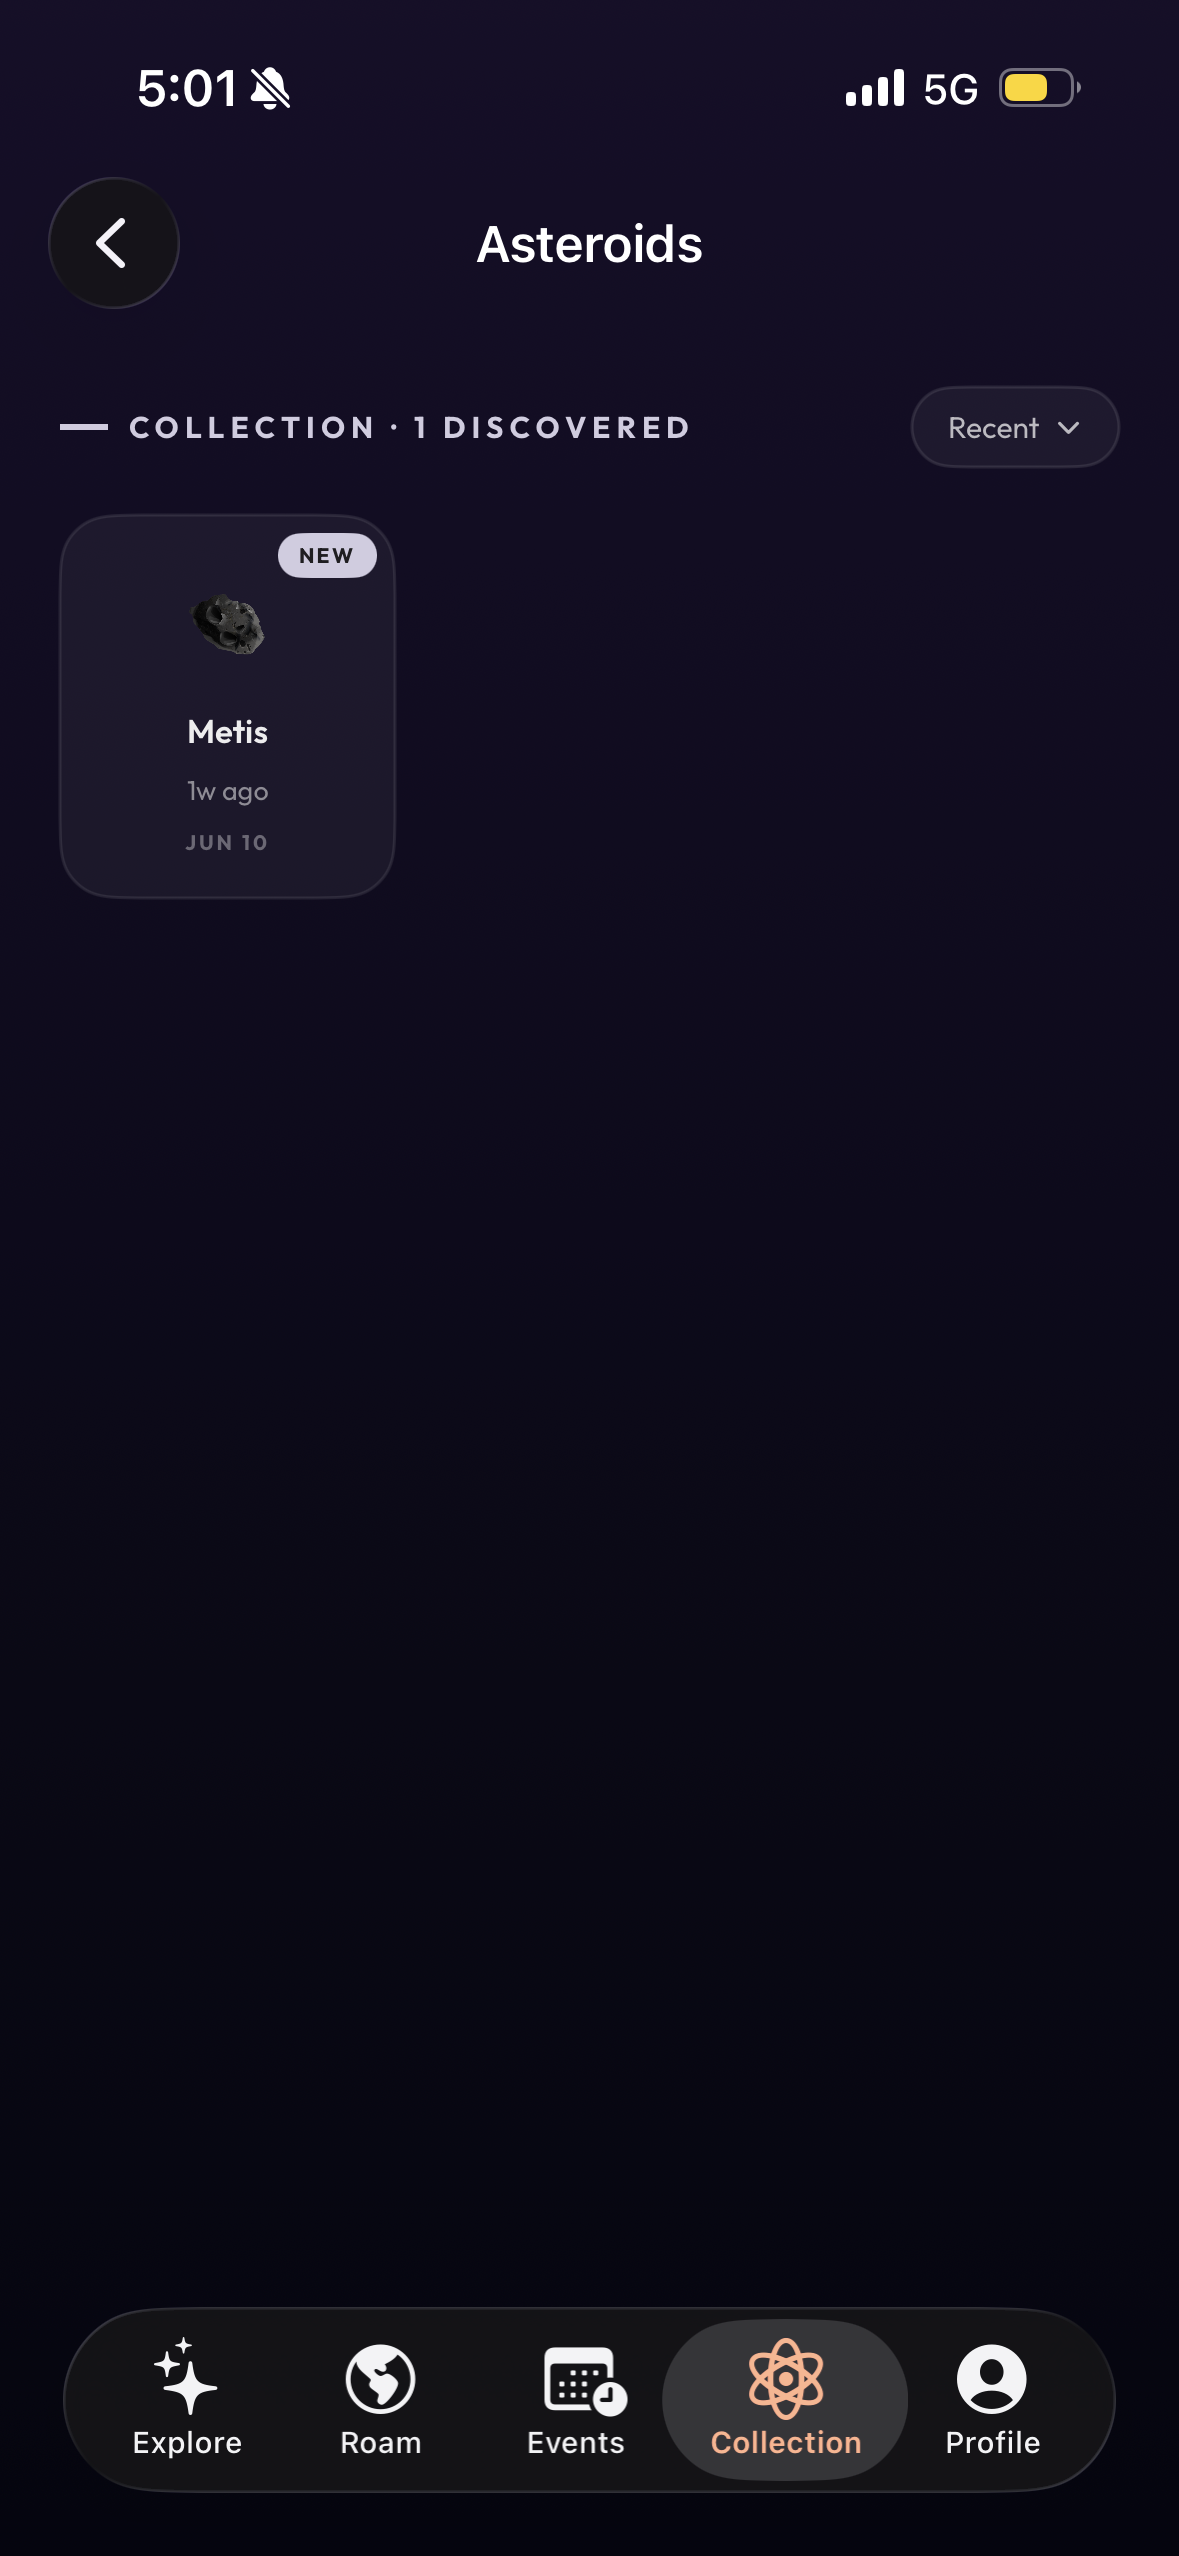 5:01
5G
Asteroids
COLLECTION · 1 DISCOVERED
Recent
NEW
Metis
1w ago
JUN 10
Explore
Roam
Events
Collection
Profile